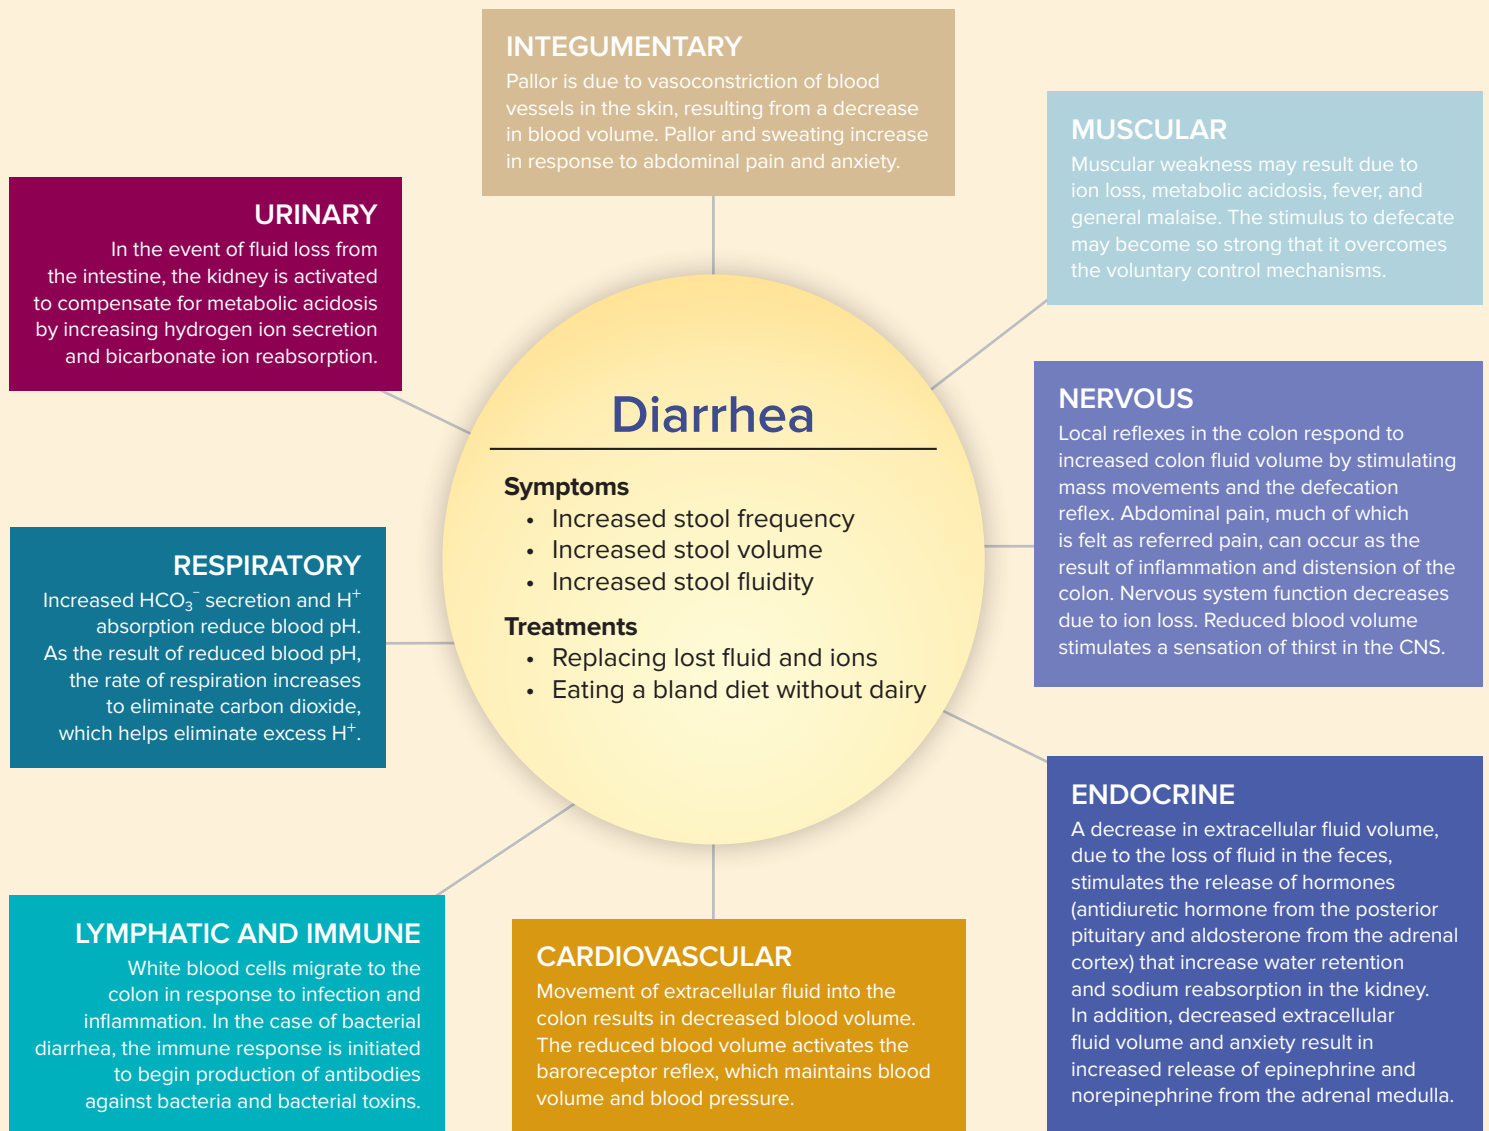 INTEGUMENTARY
Pallor is due to vasoconstriction of blood
vessels in the skin, resulting from a decrease
in blood volume. Pallor and sweating increase
in response to abdominal pain and anxiety.
MUSCULAR
Muscular weakness may result due to
ion loss, metabolic acidosis, fever, and
general malaise. The stimulus to defecate
may become so strong that it overcomes
the voluntary control mechanisms.
URINARY
In the event of fluid loss from
the intestine, the kidney is activated
to compensate for metabolic acidosis
by increasing hydrogen ion secretion
and bicarbonate ion reabsorption.
Diarrhea
Symptoms
• Increased stool frequency
• Increased stool volume
• Increased stool fluidity
Treatments
• Replacing lost fluid and ions
• Eating a bland diet without dairy
NERVOUS
Local reflexes in the colon respond to
increased colon fluid volume by stimulating
mass movements and the defecation
reflex. Abdominal pain, much of which
is felt as referred pain, can occur as the
result of inflammation and distension of the
colon. Nervous system function decreases
due to ion loss. Reduced blood volume
stimulates a sensation of thirst in the CNS.
RESPIRATORY
Increased HCO₃⁻ secretion and H⁺
absorption reduce blood pH.
As the result of reduced blood pH,
the rate of respiration increases
to eliminate carbon dioxide,
which helps eliminate excess H⁺.
ENDOCRINE
A decrease in extracellular fluid volume,
due to the loss of fluid in the feces,
stimulates the release of hormones
(antidiuretic hormone from the posterior
pituitary and aldosterone from the adrenal
cortex) that increase water retention
and sodium reabsorption in the kidney.
In addition, decreased extracellular
fluid volume and anxiety result in
increased release of epinephrine and
norepinephrine from the adrenal medulla.
LYMPHATIC AND IMMUNE
White blood cells migrate to the
colon in response to infection and
inflammation. In the case of bacterial
diarrhea, the immune response is initiated
to begin production of antibodies
against bacteria and bacterial toxins.
CARDIOVASCULAR
Movement of extracellular fluid into the
colon results in decreased blood volume.
The reduced blood volume activates the
baroreceptor reflex, which maintains blood
volume and blood pressure.